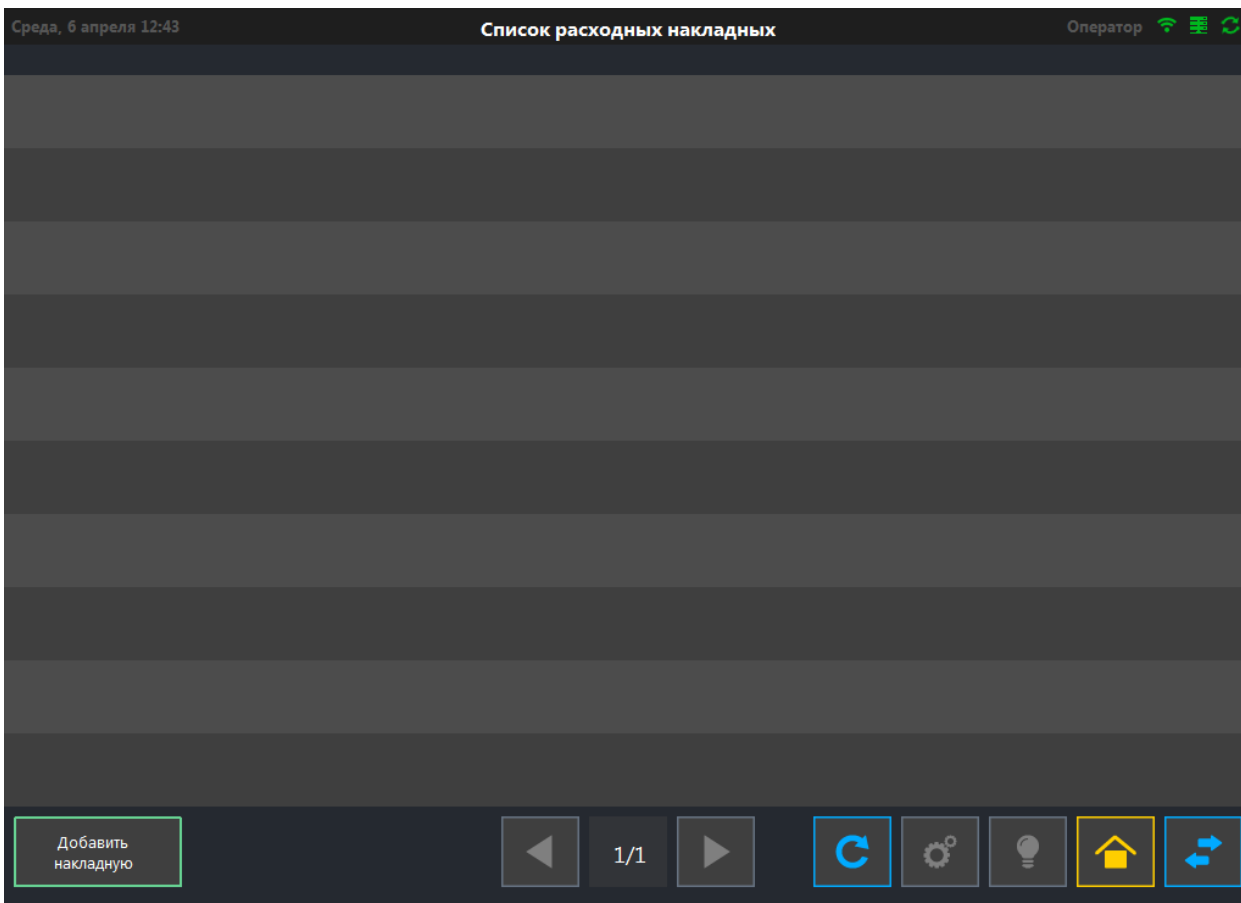 Среда, 6 апреля 12:43
Список расходных накладных
Оператор
Добавить
накладную
1/1